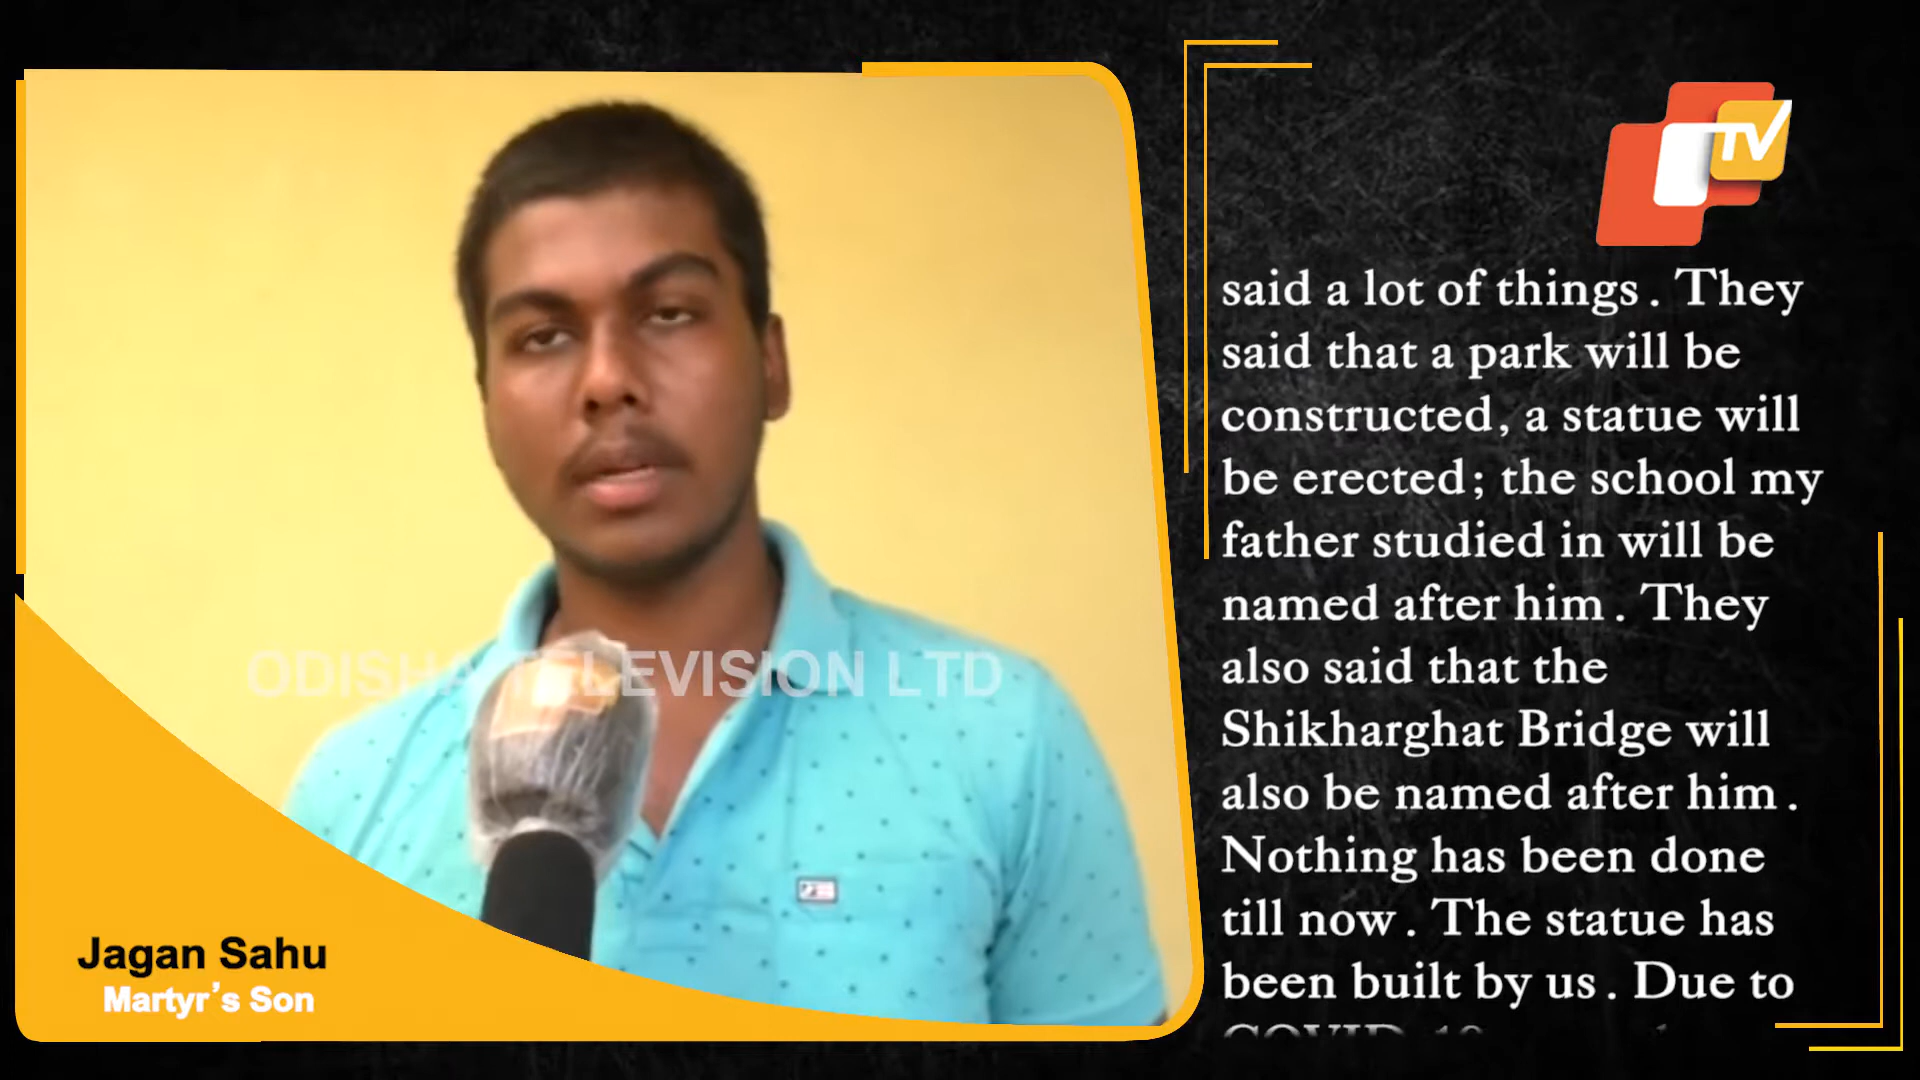 TV
said a lot of things. They
said that a park will be
constructed, a statue will
be erected; the school my
father studied in will be
named after him. They
also said that the
Shikharghat Bridge will
also be named after him.
Nothing has been done
till now. The statue has
been built by us. Due to
ODISHA TELEVISION LTD
Jagan Sahu
Martyr's Son